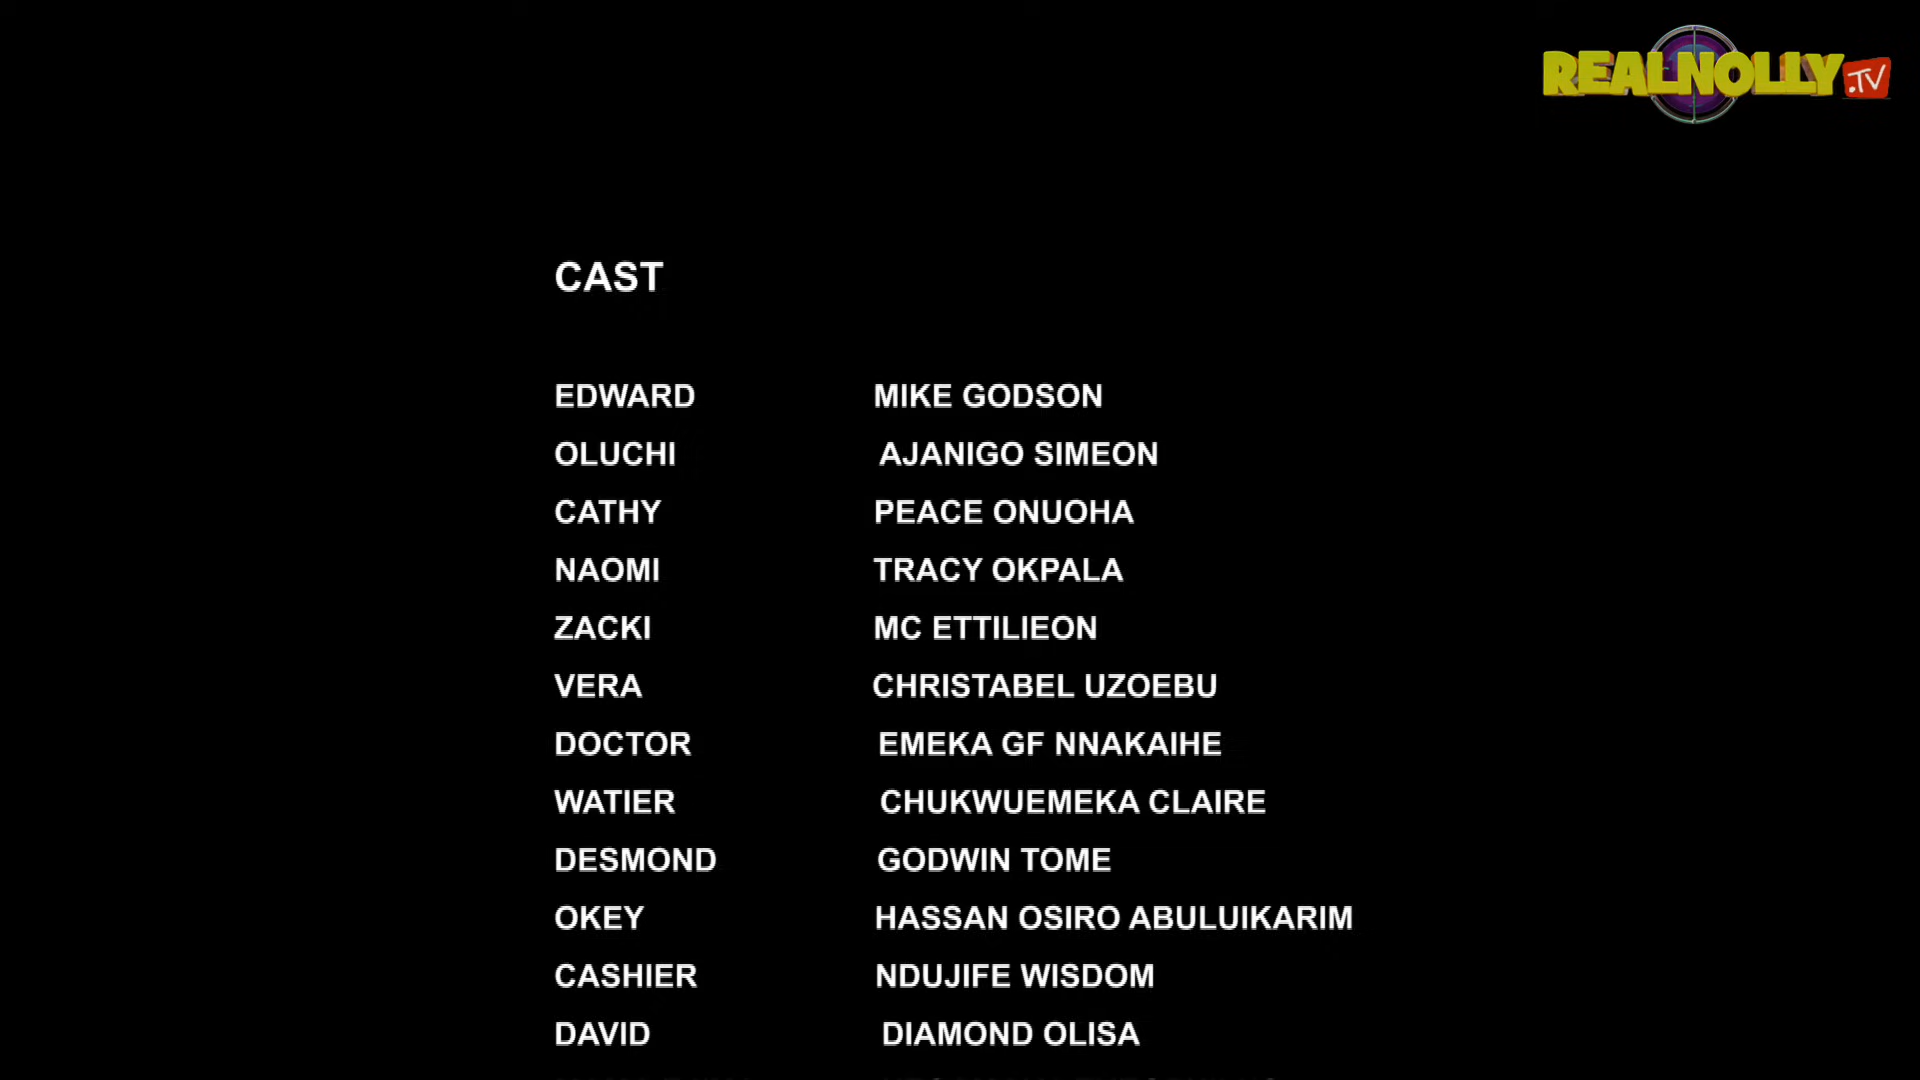 REALNOLLY.TV
CAST
EDWARD MIKE GODSON
OLUCHI AJANIGO SIMEON
CATHY PEACE ONUOHA
NAOMI TRACY OKPALA
ZACKI MC ETTILIEON
VERA CHRISTABEL UZOEBU
DOCTOR EMEKA GF NNAKAIHE
WATIER CHUKWUEMEKA CLAIRE
DESMOND GODWIN TOME
OKEY HASSAN OSIRO ABULUIKARIM
CASHIER NDUJIFE WISDOM
DAVID DIAMOND OLISA